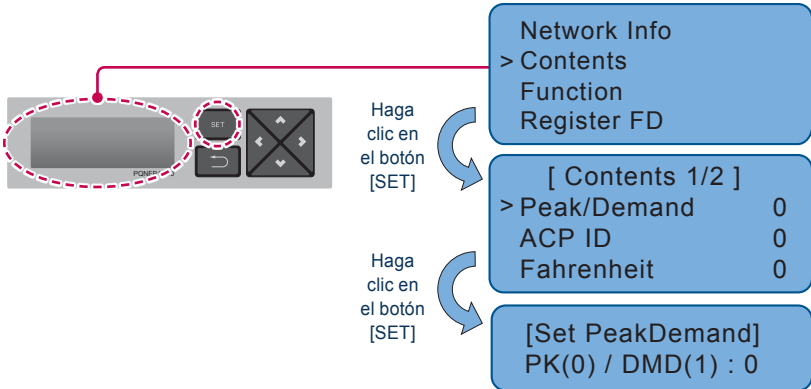 Network Info
> Contents
Function
Register FD
SET
Haga
clic en
el botón
[SET]
[ Contents 1/2 ]
> Peak/Demand 0
ACP ID 0
Fahrenheit 0
Haga
clic en
el botón
[SET]
[Set PeakDemand]
PK(0) / DMD(1) : 0